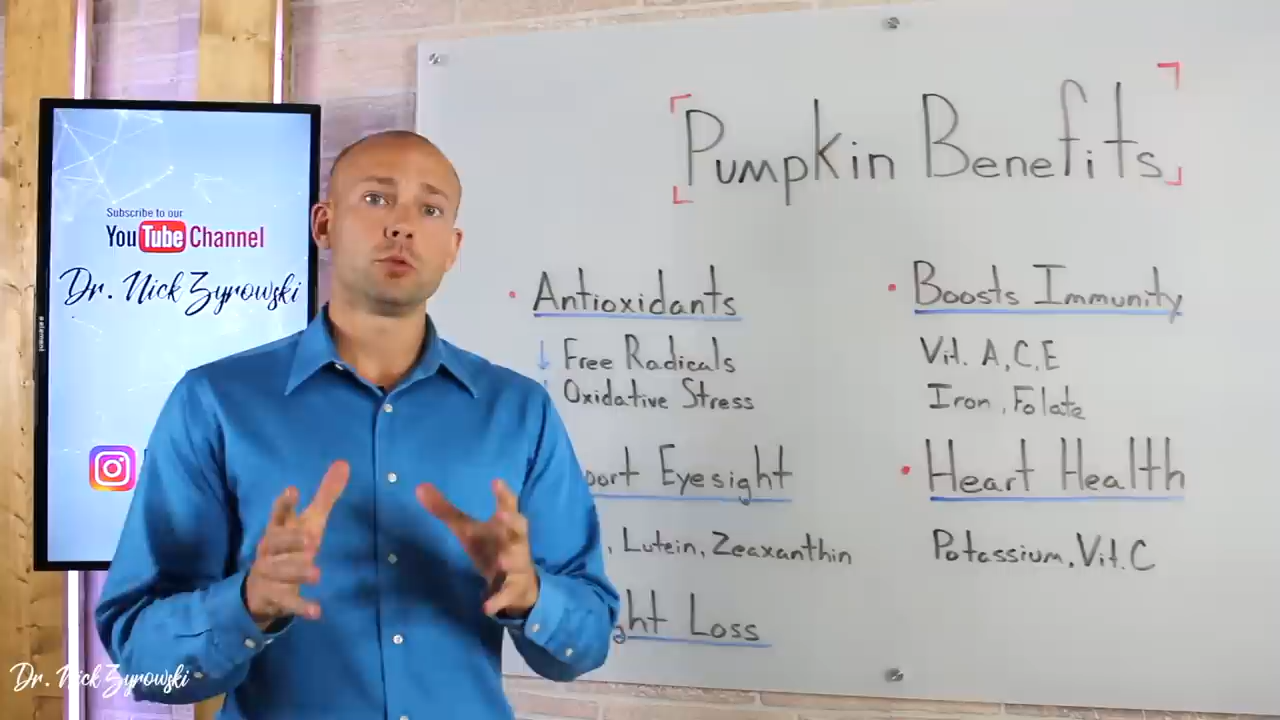 Subscribe to our
YouTube Channel
Dr. Nick Zyrowski
element
Pumpkin Benefits
Antioxidants
↓ Free Radicals
Oxidative Stress
Eyesight
, Lutein, Zeaxanthin
Loss
Boosts Immunity
Vit. A, C, E
Iron, Folate
Heart Health
Potassium, Vit. C
Dr. Nick Zyrowski